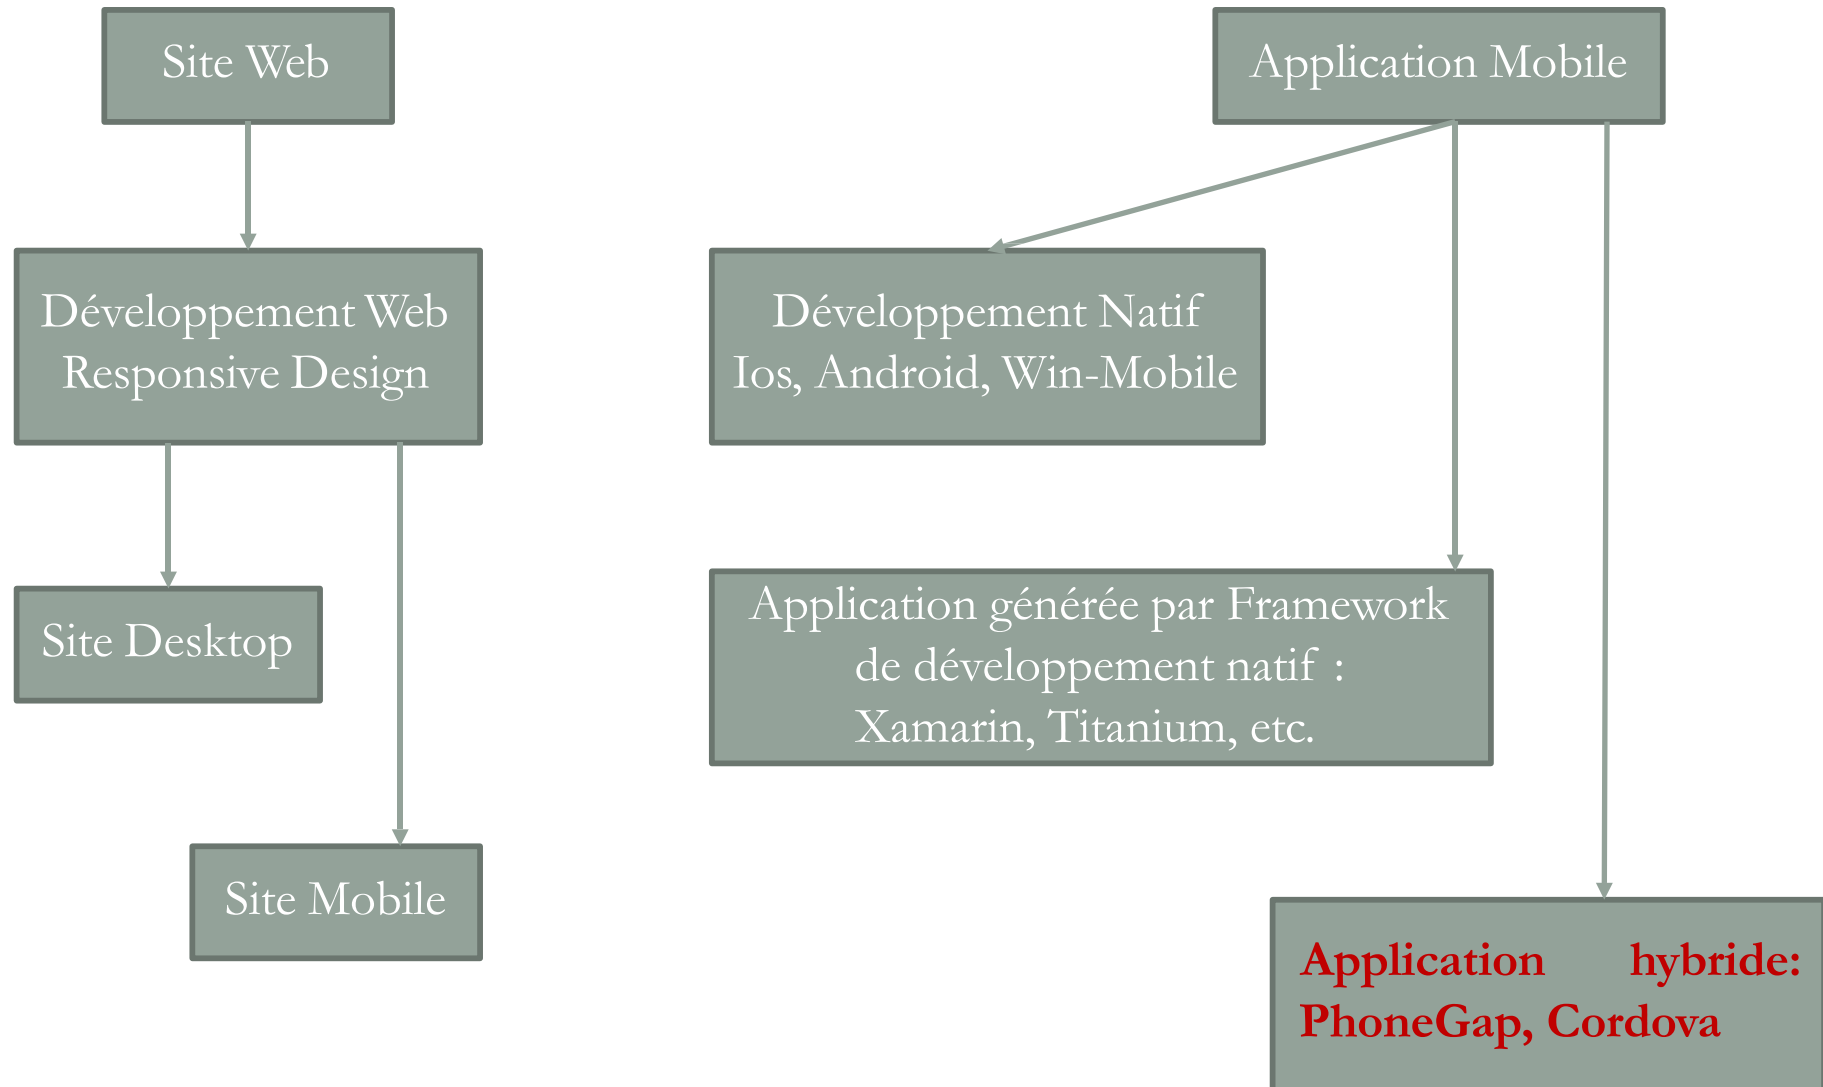 Site Web
Application Mobile
Développement Web
Responsive Design
Développement Natif
Ios, Android, Win-Mobile
Application générée par Framework
de développement natif :
Xamarin, Titanium, etc.
Site Desktop
Site Mobile
Application hybride:
PhoneGap, Cordova